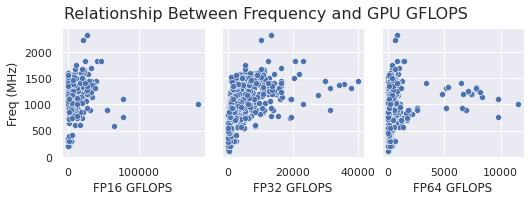 Relationship Between Frequency and GPU GFLOPS
Freq (MHz)
2000
1500
1000
500
0
0 100000
FP16 GFLOPS
0 20000 40000
FP32 GFLOPS
0 5000 10000
FP64 GFLOPS